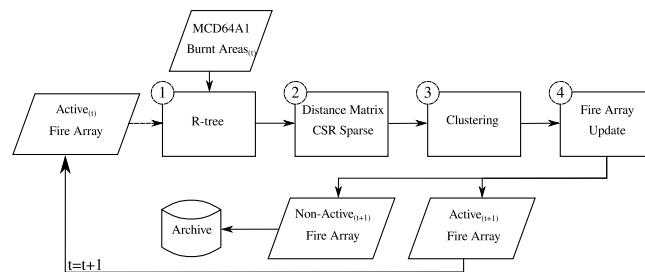 MCD64A1
Burnt Areas(t)
1
2
3
4
Active(t)
Fire Array
R-tree
Distance Matrix
CSR Sparse
Clustering
Fire Array
Update
Archive
Non-Active(t+1)
Fire Array
Active(t+1)
Fire Array
t=t+1